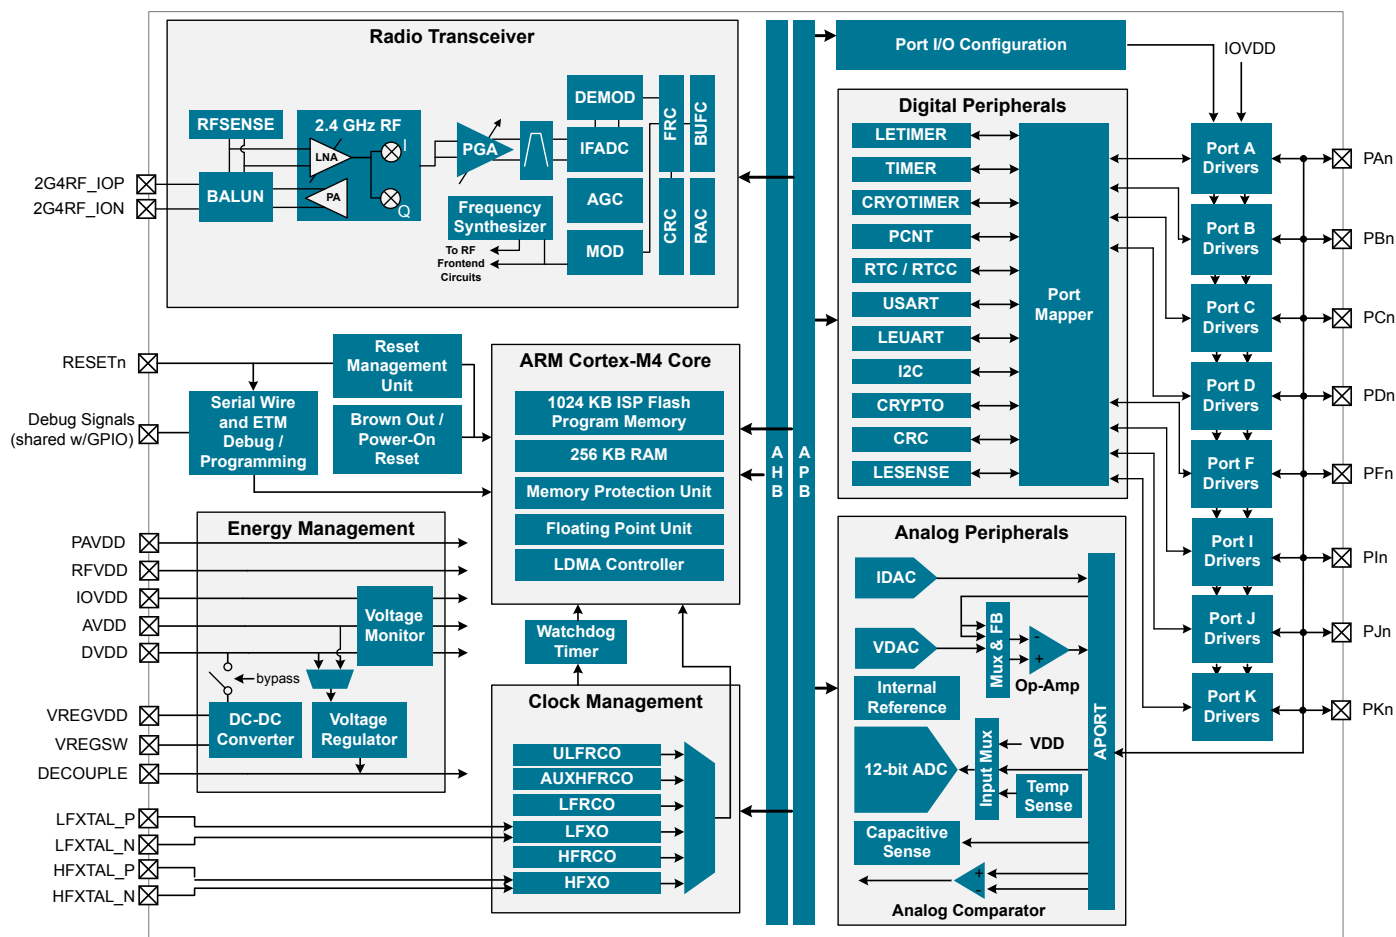 Radio Transceiver
RFSENSE
2.4 GHz RF
LNA
I
PA
Q
BALUN
PGA
DEMOD
IFADC
AGC
MOD
FRC
BUFC
CRC
RAC
Frequency
Synthesizer
To RF
Frontend
Circuits
2G4RF_IOP
2G4RF_ION
RESETn
Debug Signals
(shared w/GPIO)
Reset
Management
Unit
Serial Wire
and ETM
Debug /
Programming
Brown Out /
Power-On
Reset
ARM Cortex-M4 Core
1024 KB ISP Flash
Program Memory
256 KB RAM
Memory Protection Unit
Floating Point Unit
LDMA Controller
Watchdog
Timer
Energy Management
PAVDD
RFVDD
IOVDD
AVDD
DVDD
VREGVDD
VREGSW
DECOUPLE
Voltage
Monitor
bypass
DC-DC
Converter
Voltage
Regulator
LFXTAL_P
LFXTAL_N
HFXTAL_P
HFXTAL_N
Clock Management
ULFRCO
AUXHFRCO
LFRCO
LFXO
HFRCO
HFXO
AHB
APB
Port I/O Configuration
IOVDD
Digital Peripherals
LETIMER
TIMER
CRYOTIMER
PCNT
RTC / RTCC
USART
LEUART
I2C
CRYPTO
CRC
LESENSE
Port
Mapper
Analog Peripherals
IDAC
VDAC
Mux & FB
-
+
Op-Amp
Internal
Reference
12-bit ADC
Input Mux
VDD
Temp
Sense
Capacitive
Sense
+
-
Analog Comparator
APORT
Port A
Drivers
Port B
Drivers
Port C
Drivers
Port D
Drivers
Port F
Drivers
Port I
Drivers
Port J
Drivers
Port K
Drivers
PAn
PBn
PCn
PDn
PFn
PIn
PJn
PKn